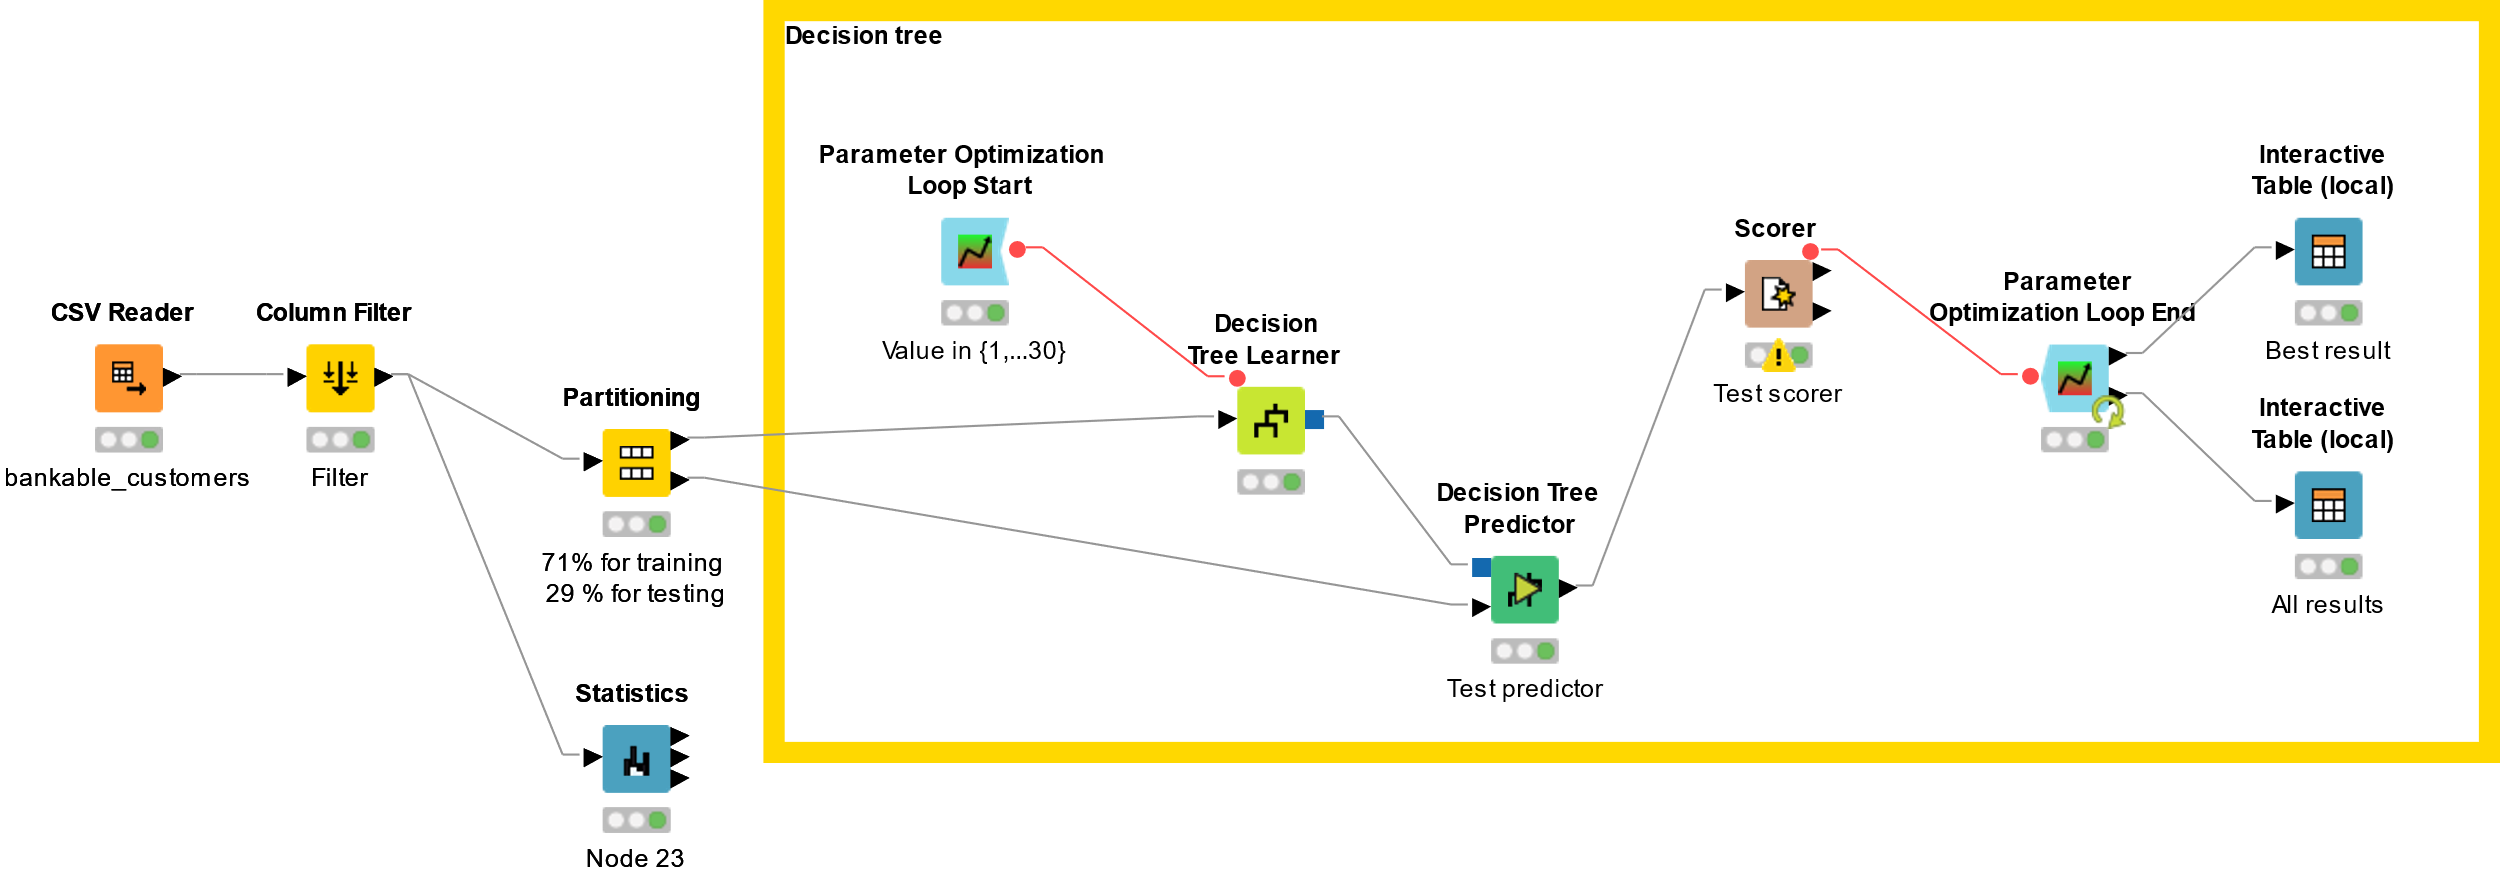 Decision tree
CSV Reader
bankable_customers
Column Filter
Filter
Partitioning
71% for training
29 % for testing
Statistics
Node 23
Parameter Optimization
Loop Start
Value in {1,...30}
Decision
Tree Learner
Decision Tree
Predictor
Test predictor
Scorer
Test scorer
Parameter
Optimization Loop End
Interactive
Table (local)
Best result
Interactive
Table (local)
All results